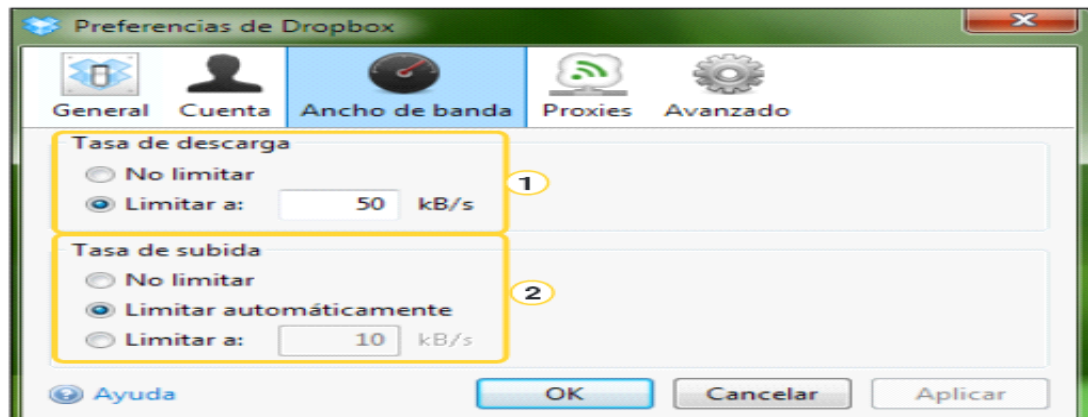 Preferencias de Dropbox
General Cuenta Ancho de banda Proxies Avanzado
Tasa de descarga
No limitar
Limitar a: 50 kB/s
1
Tasa de subida
No limitar
Limitar automáticamente
Limitar a: 10 kB/s
2
Ayuda OK Cancelar Aplicar